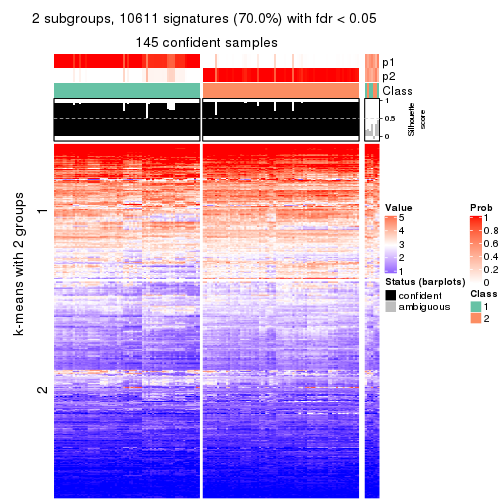 2 subgroups, 10611 signatures (70.0%) with fdr < 0.05
145 confident samples
p1
p2
Class
1
0.5
0
Silhouette
score
k-means with 2 groups
1
2
Value
5
4
3
2
1
Status (barplots)
confident
ambiguous
Prob
1
0.8
0.6
0.4
0.2
0
Class
1
2